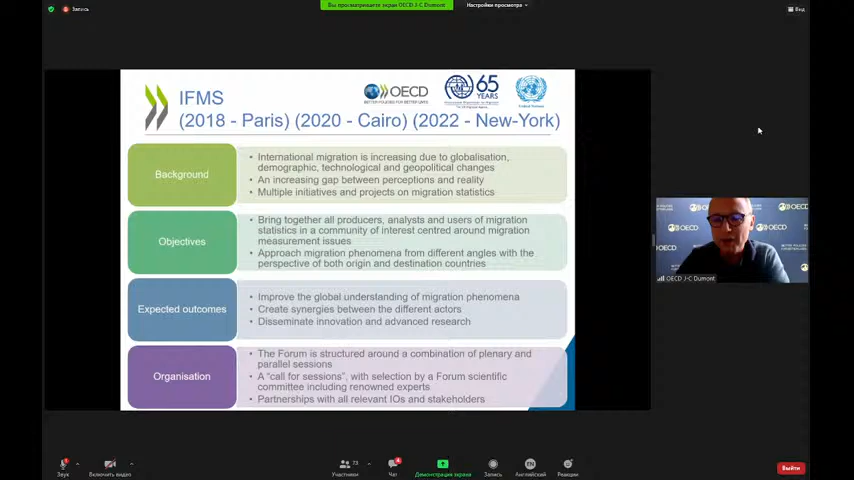 Запись
Вы просматриваете экран OECD J-C Dumont
Настройки просмотра
Вид
IFMS
(2018 - Paris) (2020 - Cairo) (2022 - New-York)
OECD
65
YEARS
Background
• International migration is increasing due to globalisation,
demographic, technological and geopolitical changes
• An increasing gap between perceptions and reality
• Multiple initiatives and projects on migration statistics
Objectives
• Bring together all producers, analysts and users of migration
statistics in a community of interest centred around migration
measurement issues
• Approach migration phenomena from different angles with the
perspective of both origin and destination countries
Expected outcomes
• Improve the global understanding of migration phenomena
• Create synergies between the different actors
• Disseminate innovation and advanced research
Organisation
• The Forum is structured around a combination of plenary and
parallel sessions
• A “call for sessions”, with selection by a Forum scientific
committee including renowned experts
• Partnerships with all relevant IOs and stakeholders
OECD
OECD
OECD
OECD J-C Dumont
Звук
Включить видео
73
Участники
Чат
Демонстрация экрана
Запись
EN
Английский
Реакции
Выйти